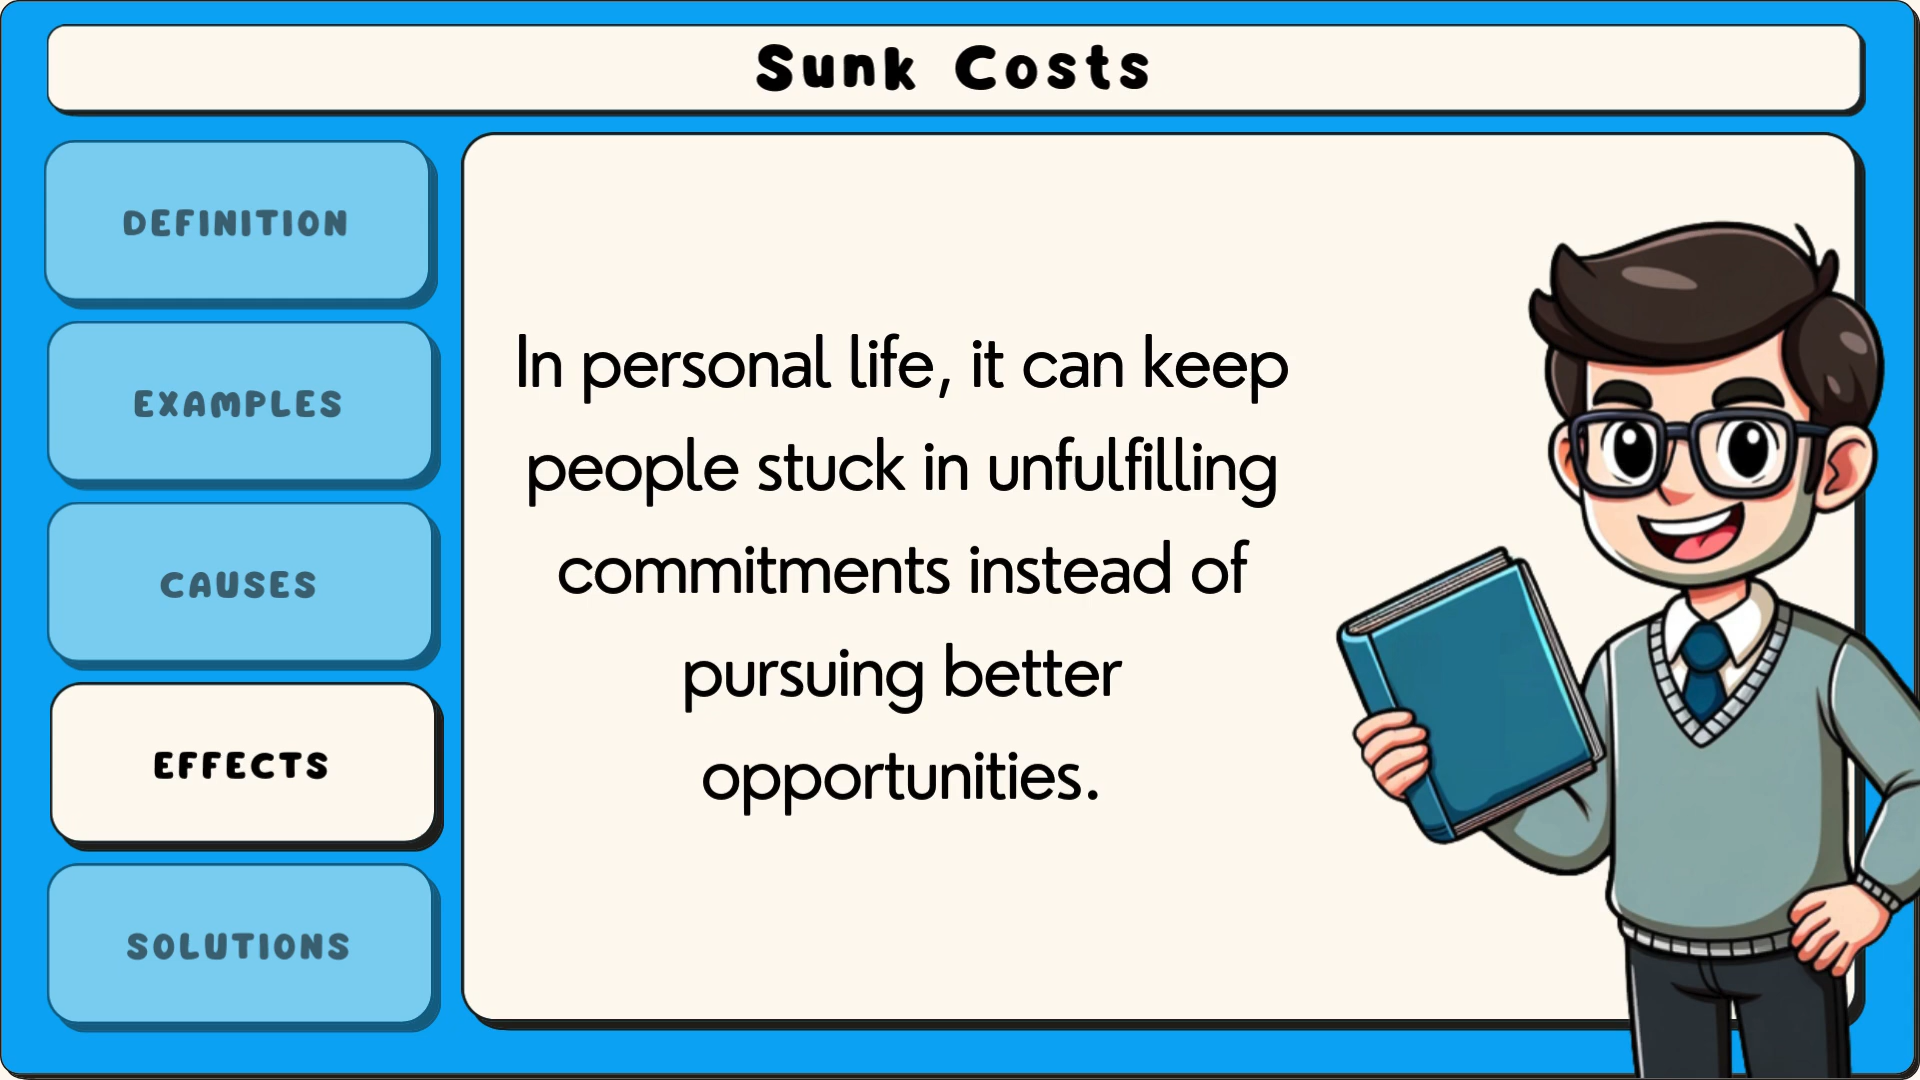 Sunk Costs
DEFINITION
EXAMPLES
CAUSES
EFFECTS
SOLUTIONS
In personal life, it can keep
people stuck in unfulfilling
commitments instead of
pursuing better
opportunities.